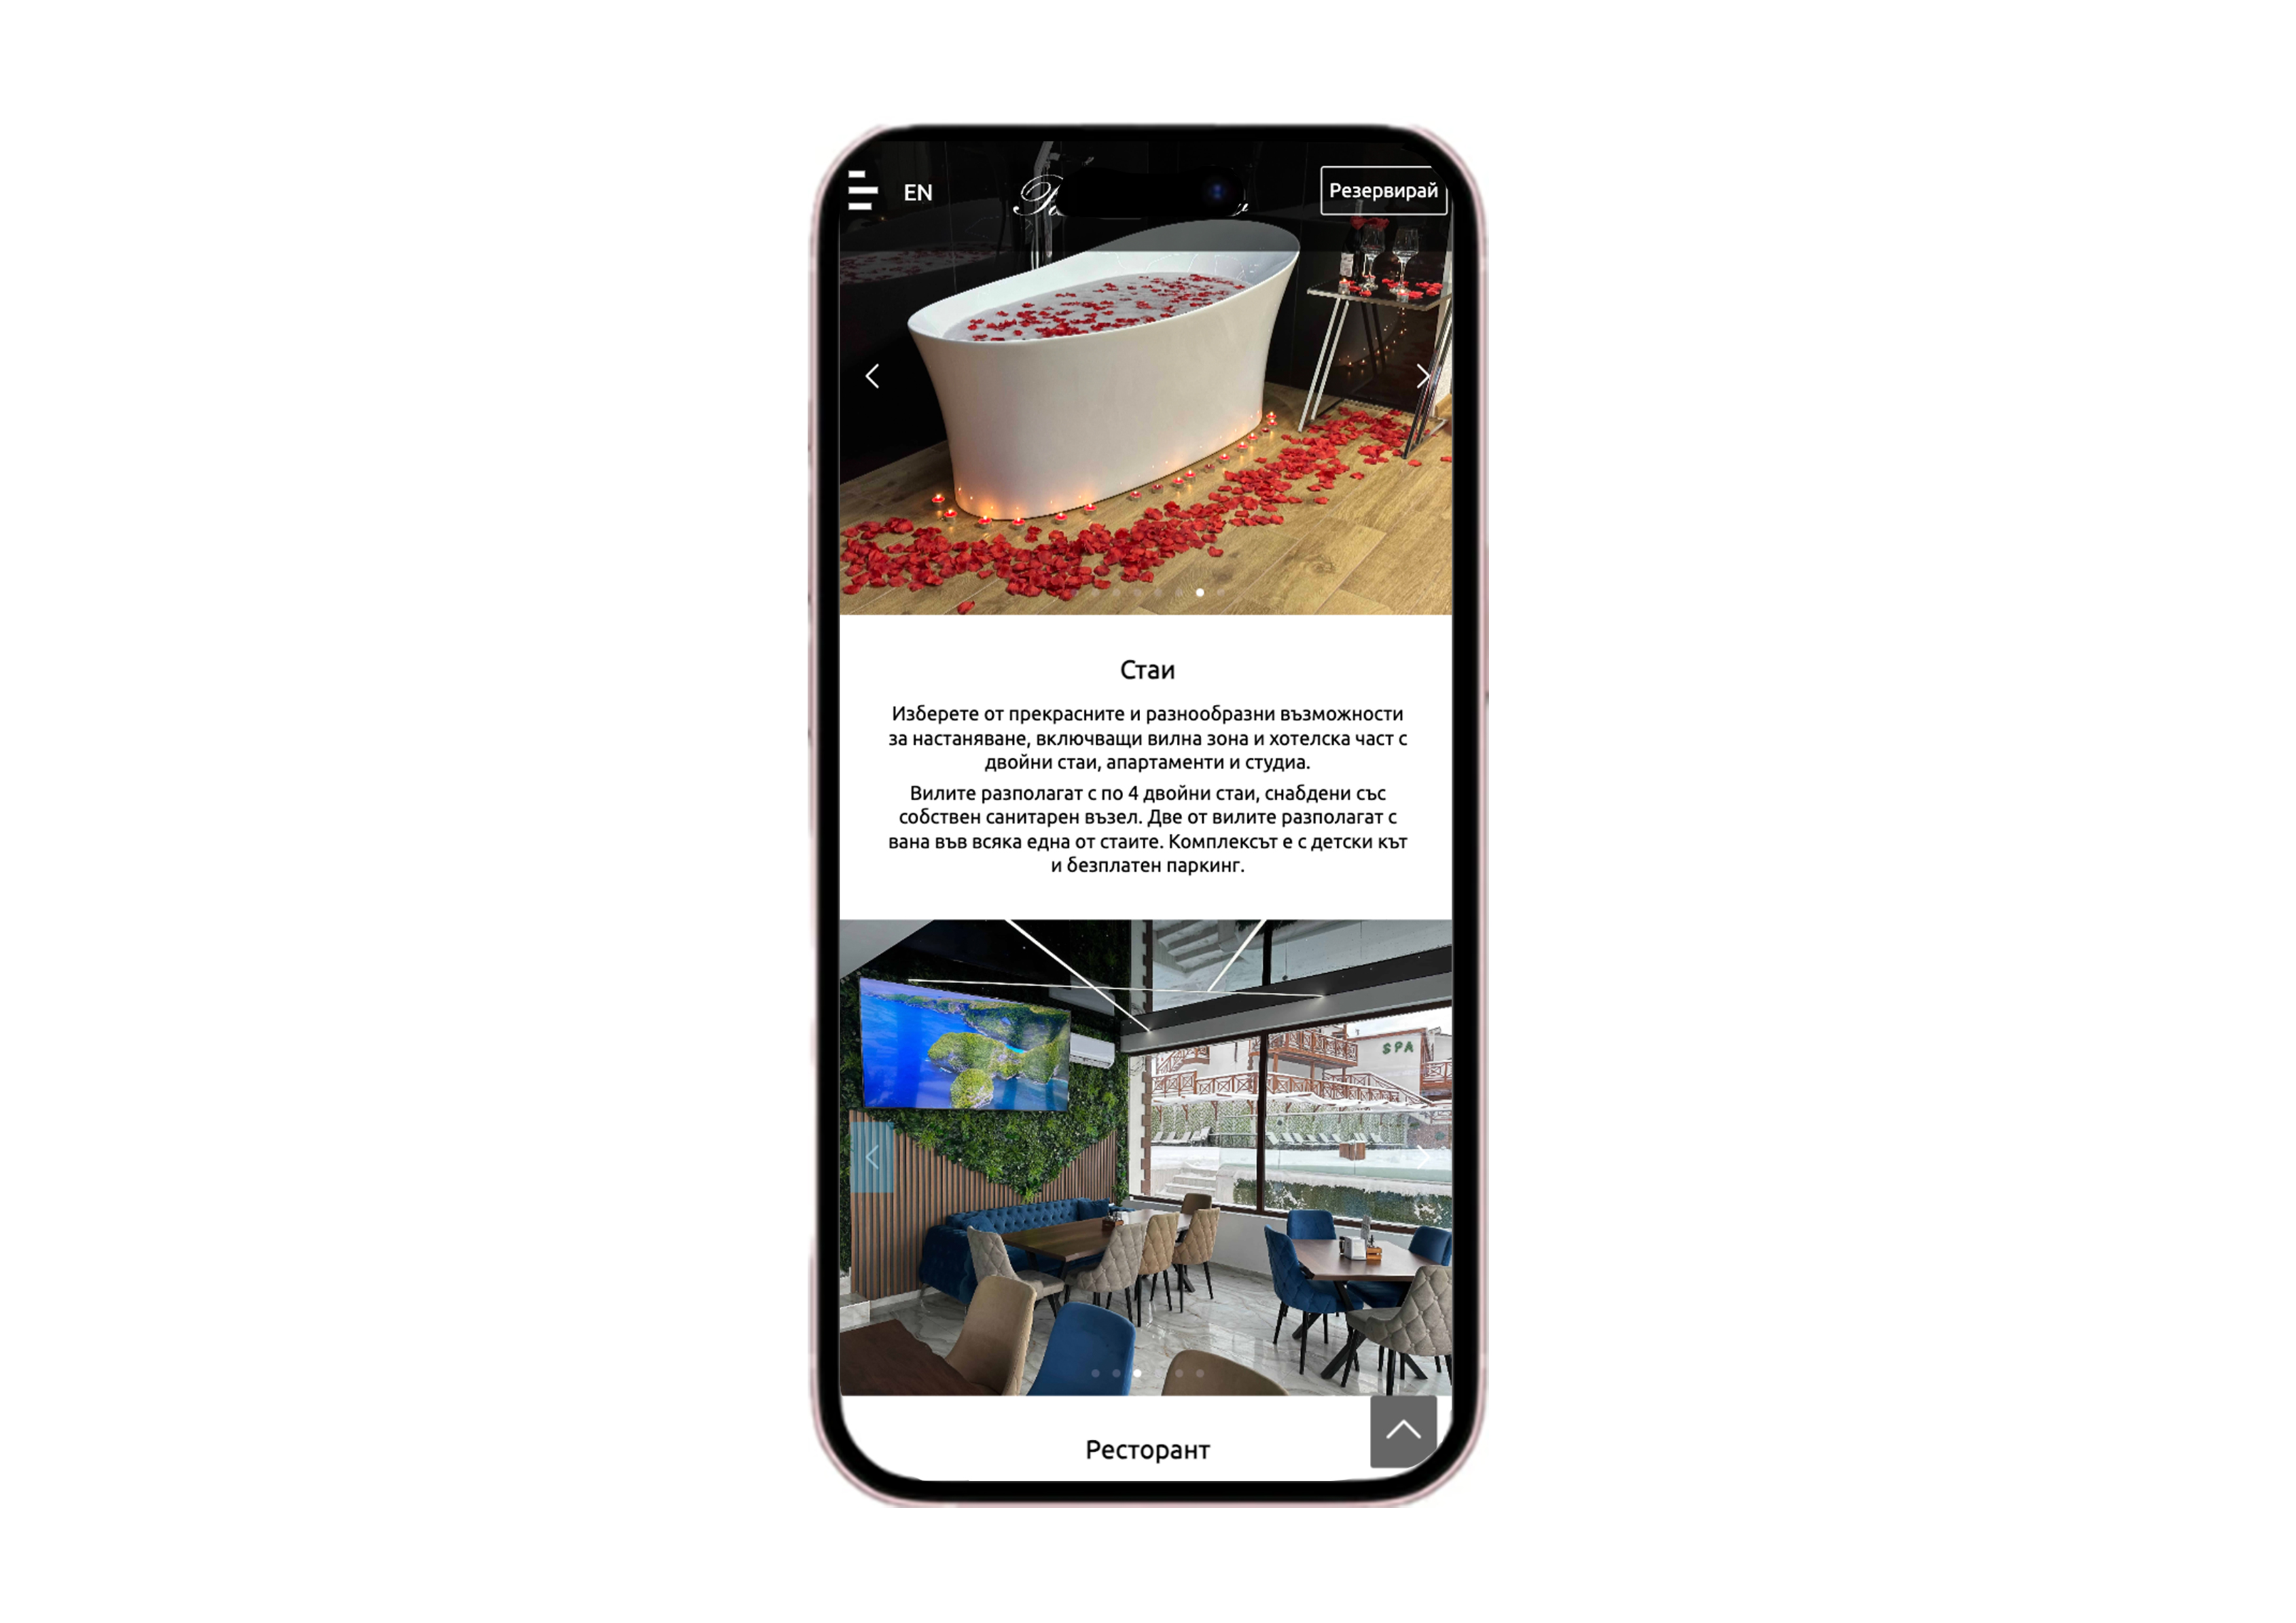 EN
Резервирай
Стаи
Изберете от прекрасните и разнообразни възможности
за настаняване, включващи вилна зона и хотелска част с
двойни стаи, апартаменти и студиа.
Вилите разполагат с по 4 двойни стаи, снабдени със
собствен санитарен възел. Две от вилите разполагат с
вана във всяка една от стаите. Комплексът е с детски кът
и безплатен паркинг.
SPA
Ресторант